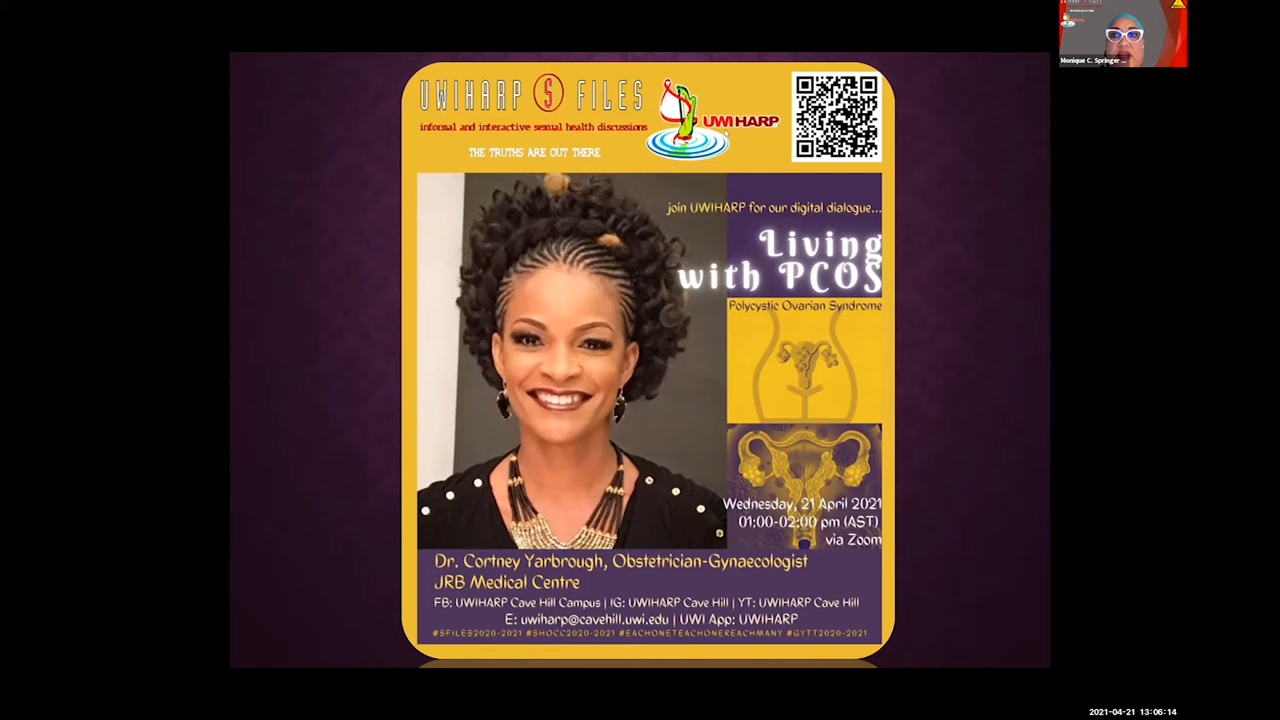 UWIHARP S FILES
informal and interactive sexual health discussions
THE TRUTHS ARE OUT THERE
UWIHARP
join UWIHARP for our digital dialogue...
Living
with PCOS
Polycystic Ovarian Syndrome
Wednesday, 21 April 2021
01:00-02:00 pm (AST)
via Zoom
Dr. Cortney Yarbrough, Obstetrician-Gynaecologist
JRB Medical Centre
FB: UWIHARP Cave Hill Campus | IG: UWIHARP Cave Hill | YT: UWIHARP Cave Hill
E: uwiharp@cavehill.uwi.edu | UWI App: UWIHARP
#SFILES2020-2021 #SHOCC2020-2021 #EACHONETEACHONEREACHMANY #GYTT2020-2021
Monique C. Springer ...
2021-04-21 13:06:14